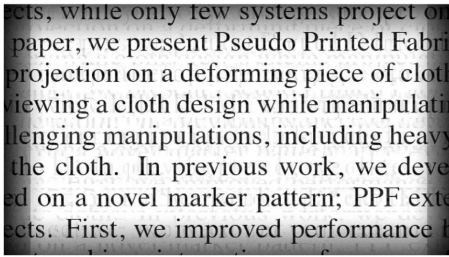 ects, while only few systems project on
paper, we present Pseudo Printed Fabri
projection on a deforming piece of clot
viewing a cloth design while manipulati
llenging manipulations, including heavy
the cloth. In previous work, we deve
ed on a novel marker pattern; PPF exte
ects. First, we improved performance